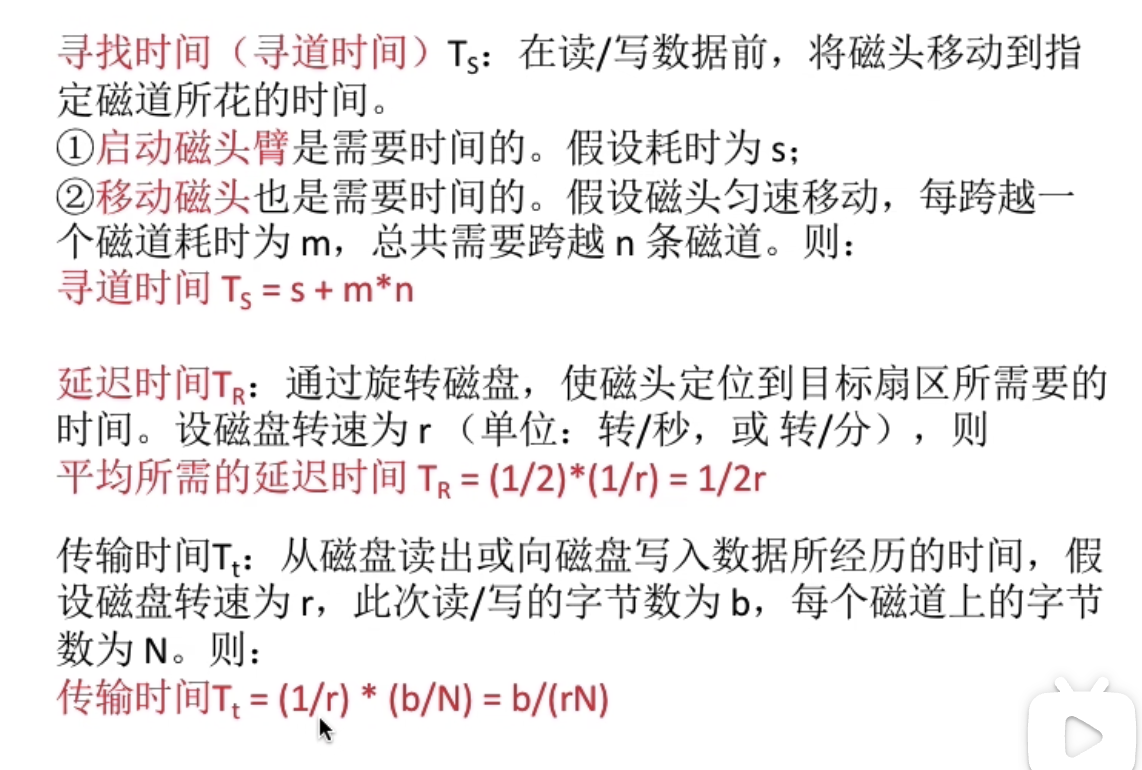 寻找时间（寻道时间）TS：在读/写数据前，将磁头移动到指
定磁道所花的时间。
①启动磁头臂是需要时间的。假设耗时为 s；
②移动磁头也是需要时间的。假设磁头匀速移动，每跨越一
个磁道耗时为 m，总共需要跨越 n 条磁道。则：
寻道时间 TS = s + m*n
延迟时间TR：通过旋转磁盘，使磁头定位到目标扇区所需要的
时间。设磁盘转速为 r （单位：转/秒，或 转/分），则
平均所需的延迟时间 TR = (1/2)*(1/r) = 1/2r
传输时间Tt：从磁盘读出或向磁盘写入数据所经历的时间，假
设磁盘转速为 r，此次读/写的字节数为 b，每个磁道上的字节
数为 N。则：
传输时间Tt = (1/r) * (b/N) = b/(rN)